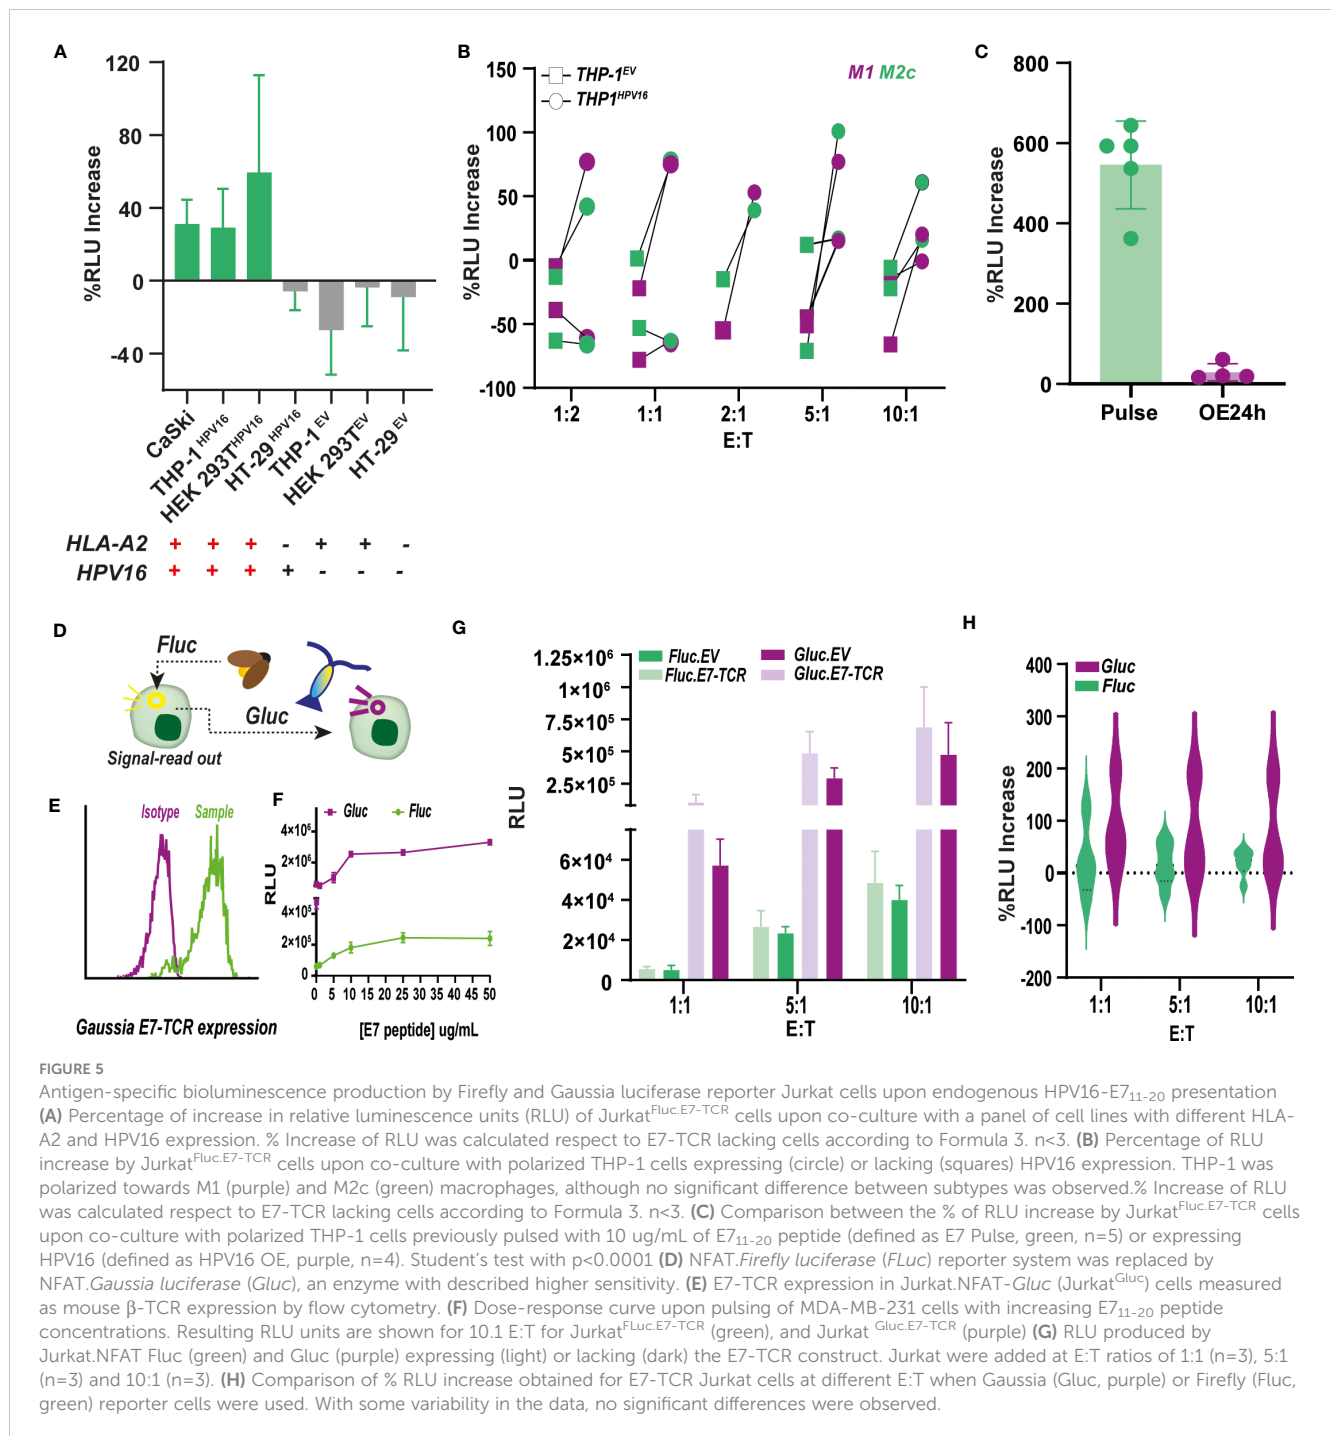 A
120
80
40
0
-40
%RLU Increase
CaSki
THP-1 HPV16
HEK 293T HPV16
HT-29 HPV16
THP-1 EV
HEK 293T EV
HT-29 EV
HLA-A2 + + + - + + -
HPV16 + + + + - - -
B
150
100
50
0
-50
-100
%RLU Increase
THP-1 EV
THP1 HPV16
M1 M2c
1:2 1:1 2:1 5:1 10:1
E:T
C
800
600
400
200
0
%RLU Increase
Pulse OE24h
D
Fluc
Gluc
Signal-read out
E
Isotype Sample
Gaussia E7-TCR expression
F
Gluc Fluc
4×10⁶
2×10⁶
4×10⁵
2×10⁵
0
RLU
0 5 10 15 20 25 30 35 40 45 50
[E7 peptide] ug/mL
G
Fluc.EV Gluc.EV
Fluc.E7-TCR Gluc.E7-TCR
1.25×10⁶
1×10⁶
7.5×10⁵
5×10⁵
2.5×10⁵
6×10⁴
4×10⁴
2×10⁴
0
RLU
1:1 5:1 10:1
E:T
H
Gluc
Fluc
400
300
200
100
0
-100
-200
%RLU Increase
1:1 5:1 10:1
E:T
FIGURE 5
Antigen-specific bioluminescence production by Firefly and Gaussia luciferase reporter Jurkat cells upon endogenous HPV16-E7₁₁₋₂₀ presentation
(A) Percentage of increase in relative luminescence units (RLU) of Jurkat^Fluc.E7-TCR cells upon co-culture with a panel of cell lines with different HLA-
A2 and HPV16 expression. % Increase of RLU was calculated respect to E7-TCR lacking cells according to Formula 3. n<3. (B) Percentage of RLU
increase by Jurkat^Fluc.E7-TCR cells upon co-culture with polarized THP-1 cells expressing (circle) or lacking (squares) HPV16 expression. THP-1 was
polarized towards M1 (purple) and M2c (green) macrophages, although no significant difference between subtypes was observed.% Increase of RLU
was calculated respect to E7-TCR lacking cells according to Formula 3. n<3. (C) Comparison between the % of RLU increase by Jurkat^Fluc.E7-TCR cells
upon co-culture with polarized THP-1 cells previously pulsed with 10 ug/mL of E7₁₁₋₂₀ peptide (defined as E7 Pulse, green, n=5) or expressing
HPV16 (defined as HPV16 OE, purple, n=4). Student's test with p<0.0001 (D) NFAT.Firefly luciferase (FLuc) reporter system was replaced by
NFAT.Gaussia luciferase (Gluc), an enzyme with described higher sensitivity. (E) E7-TCR expression in Jurkat.NFAT-Gluc (Jurkat^Gluc) cells measured
as mouse β-TCR expression by flow cytometry. (F) Dose-response curve upon pulsing of MDA-MB-231 cells with increasing E7₁₁₋₂₀ peptide
concentrations. Resulting RLU units are shown for 10.1 E:T for Jurkat^FLuc.E7-TCR (green), and Jurkat ^Gluc.E7-TCR (purple) (G) RLU produced by
Jurkat.NFAT Fluc (green) and Gluc (purple) expressing (light) or lacking (dark) the E7-TCR construct. Jurkat were added at E:T ratios of 1:1 (n=3), 5:1
(n=3) and 10:1 (n=3). (H) Comparison of % RLU increase obtained for E7-TCR Jurkat cells at different E:T when Gaussia (Gluc, purple) or Firefly (Fluc,
green) reporter cells were used. With some variability in the data, no significant differences were observed.